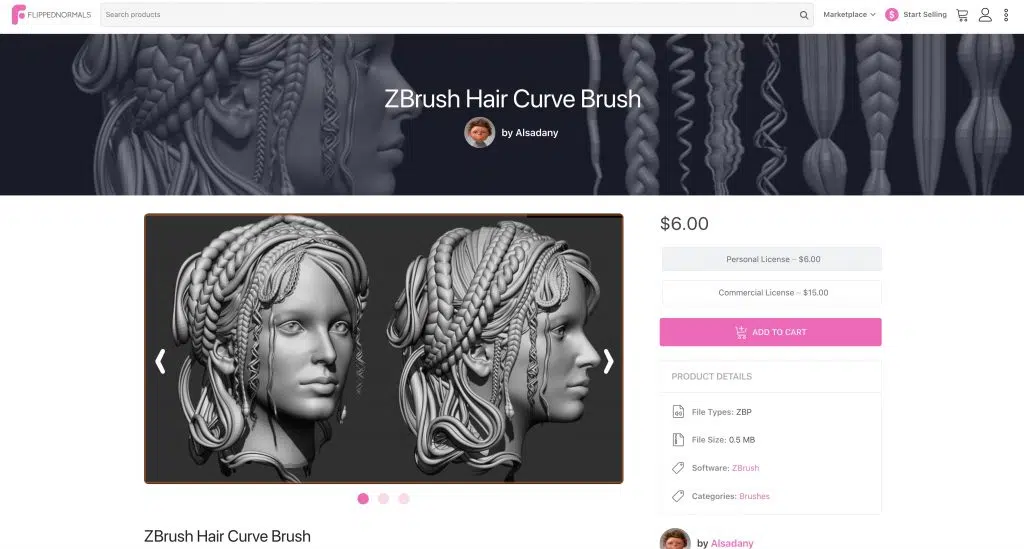 FLIPPEDNORMALS
Search products
Marketplace
$
Start Selling
ZBrush Hair Curve Brush
by Alsadany
$6.00
Personal License – $6.00
Commercial License – $15.00
ADD TO CART
PRODUCT DETAILS
File Types: ZBP
File Size: 0.5 MB
Software: ZBrush
Categories: Brushes
ZBrush Hair Curve Brush
by Alsadany